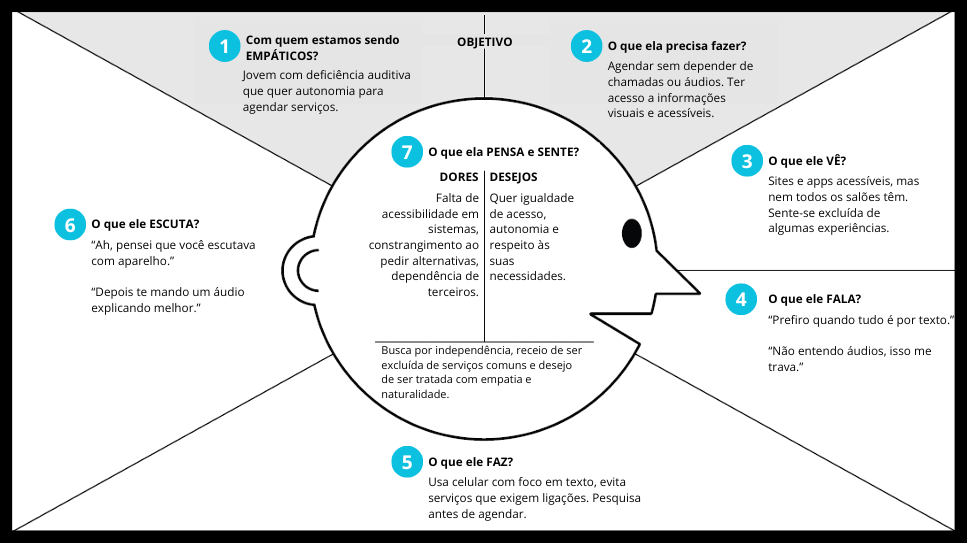 1
Com quem estamos sendo
EMPÁTICOS?
Jovem com deficiência auditiva
que quer autonomia para
agendar serviços.
OBJETIVO
2
O que ela precisa fazer?
Agendar sem depender de
chamadas ou áudios. Ter
acesso a informações
visuais e acessíveis.
3
O que ele VÊ?
Sites e apps acessíveis, mas
nem todos os salões têm.
Sente-se excluída de
algumas experiências.
4
O que ele FALA?
“Prefiro quando tudo é por texto.”
“Não entendo áudios, isso me
trava.”
5
O que ele FAZ?
Usa celular com foco em texto, evita
serviços que exigem ligações. Pesquisa
antes de agendar.
6
O que ele ESCUTA?
“Ah, pensei que você escutava
com aparelho.”
“Depois te mando um áudio
explicando melhor.”
7
O que ela PENSA e SENTE?
DORES
Falta de
acessibilidade em
sistemas,
constrangimento ao
pedir alternativas,
dependência de
terceiros.
DESEJOS
Quer igualdade
de acesso,
autonomia e
respeito às
suas
necessidades.
Busca por independência, receio de ser
excluída de serviços comuns e desejo
de ser tratada com empatia e
naturalidade.